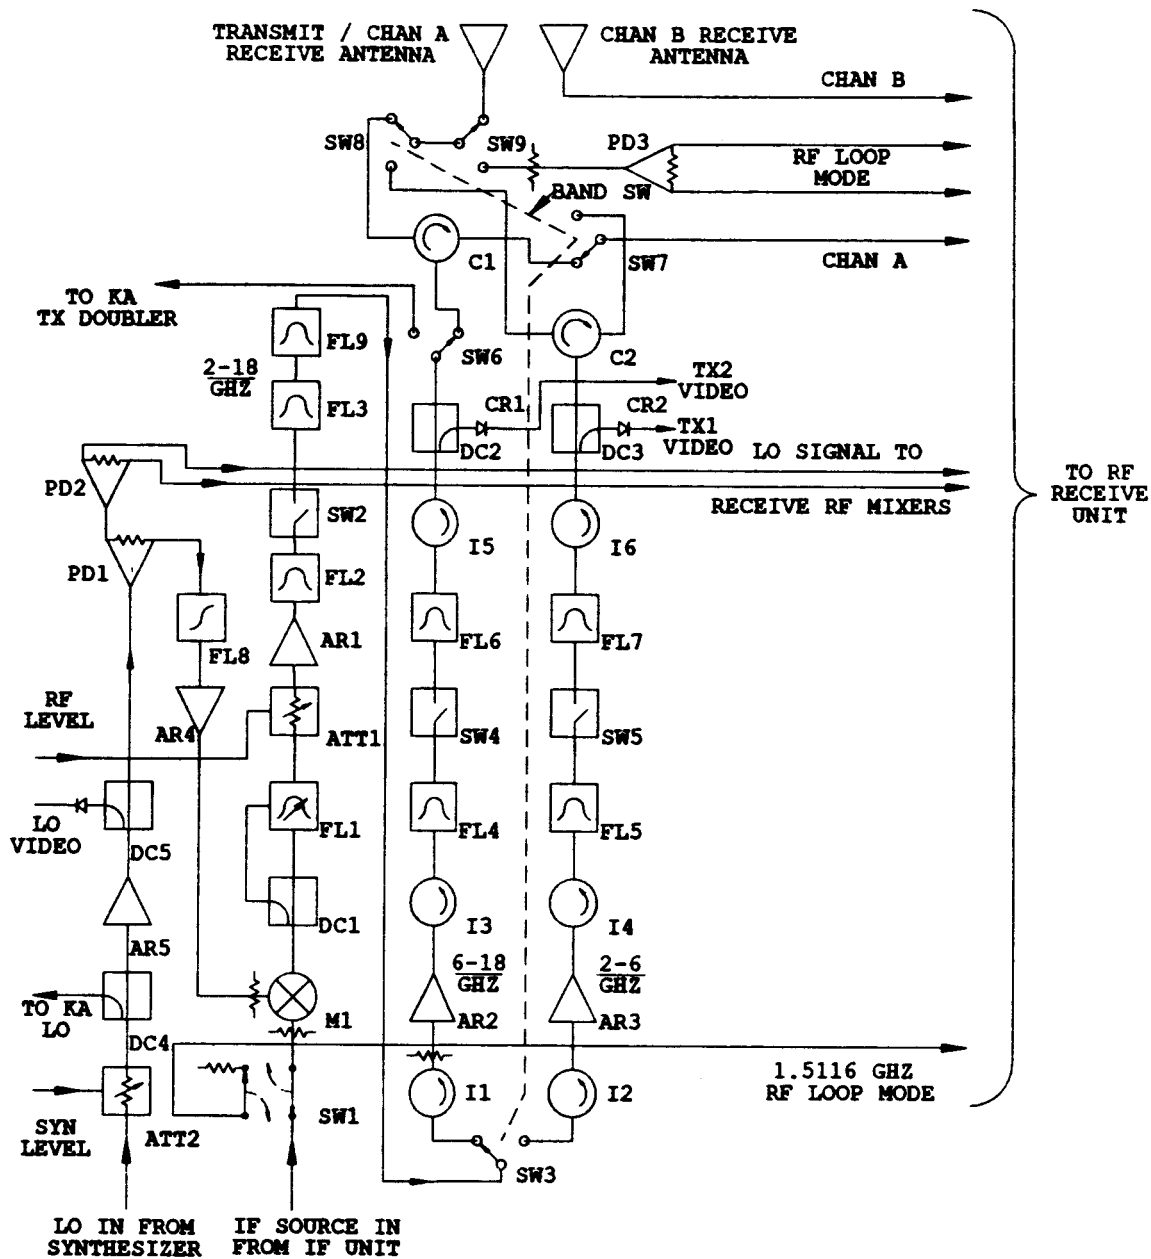 TRANSMIT / CHAN A
RECEIVE ANTENNA
CHAN B RECEIVE
ANTENNA
CHAN B
SW8
SW9
PD3
RF LOOP
MODE
BAND SW
C1
SW7
CHAN A
TO KA
TX DOUBLER
FL9
SW6
C2
2-18
GHZ
FL3
CR1
TX2
VIDEO
CR2
DC2
DC3
TX1
VIDEO
LO SIGNAL TO
PD2
SW2
RECEIVE RF MIXERS
TO RF
RECEIVE
UNIT
I5
I6
PD1
FL2
FL8
AR1
FL6
FL7
RF
LEVEL
AR4
ATT1
SW4
SW5
LO
VIDEO
DC5
FL1
FL4
FL5
DC1
I3
I4
AR5
6-18
GHZ
2-6
GHZ
TO KA
LO
M1
AR2
AR3
DC4
1.5116 GHZ
RF LOOP MODE
SYN
LEVEL
ATT2
SW1
I1
I2
SW3
LO IN FROM
SYNTHESIZER
IF SOURCE IN
FROM IF UNIT